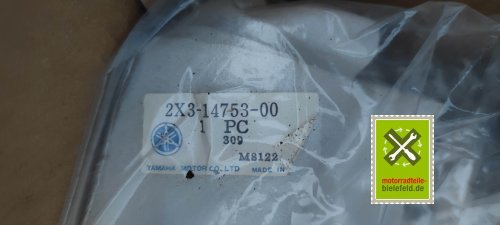 2X3-14753-00
1 PC
309
M8122
YAMAHA MOTOR CO., LTD MADE IN
motorradteile-
bielefeld.de